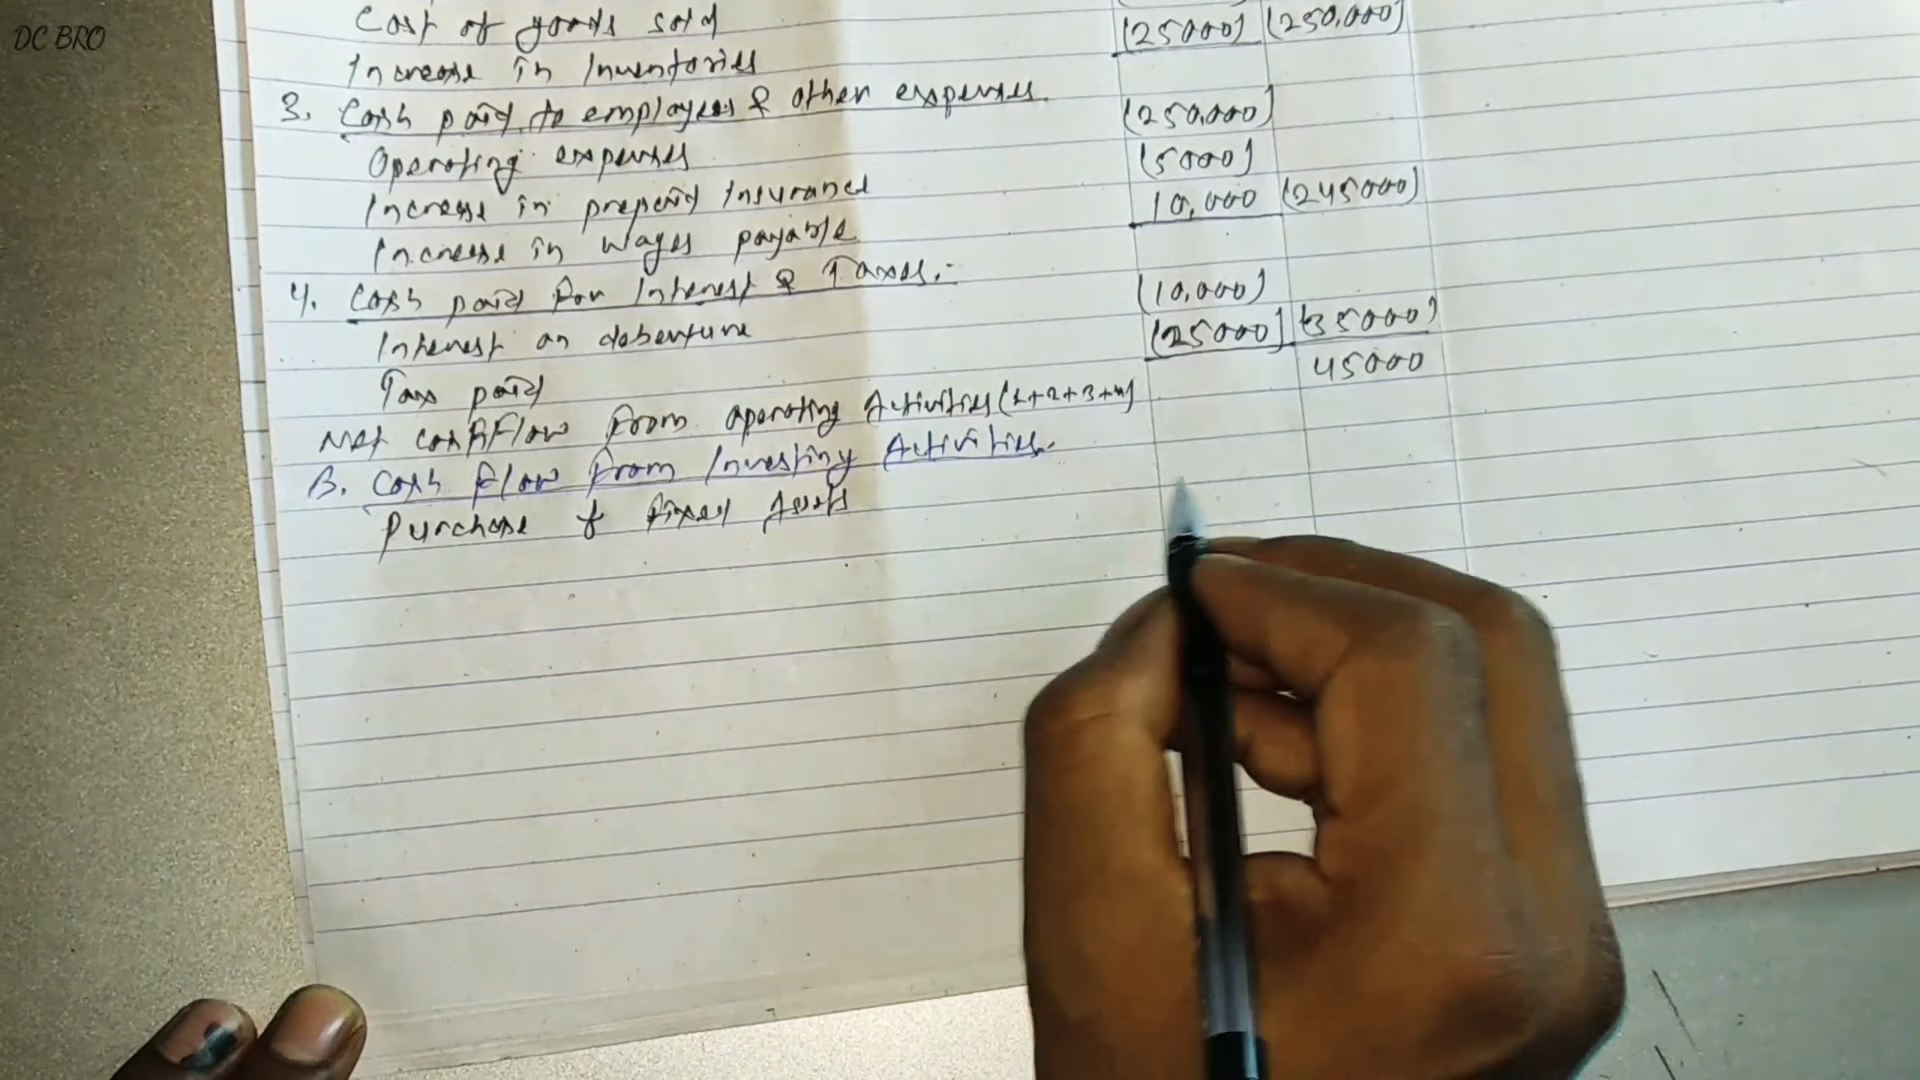 DC BRO
Cost of goods sold
Increase in Inventories (25000) (250,000)
3. Cash paid to employees & other expenses.
Operating expenses (250,000)
Increase in prepaid Insurance (5000)
Increase in wages payable 10,000 (245000)
4. Cash paid for Interest & Taxes:-
Interest on debenture (10,000)
Tax paid (25000) (35000)
Net cashflow from operating Activities (1+2+3+4) 45000
B. Cash flow from Investing Activities.
Purchase of fixed Assets